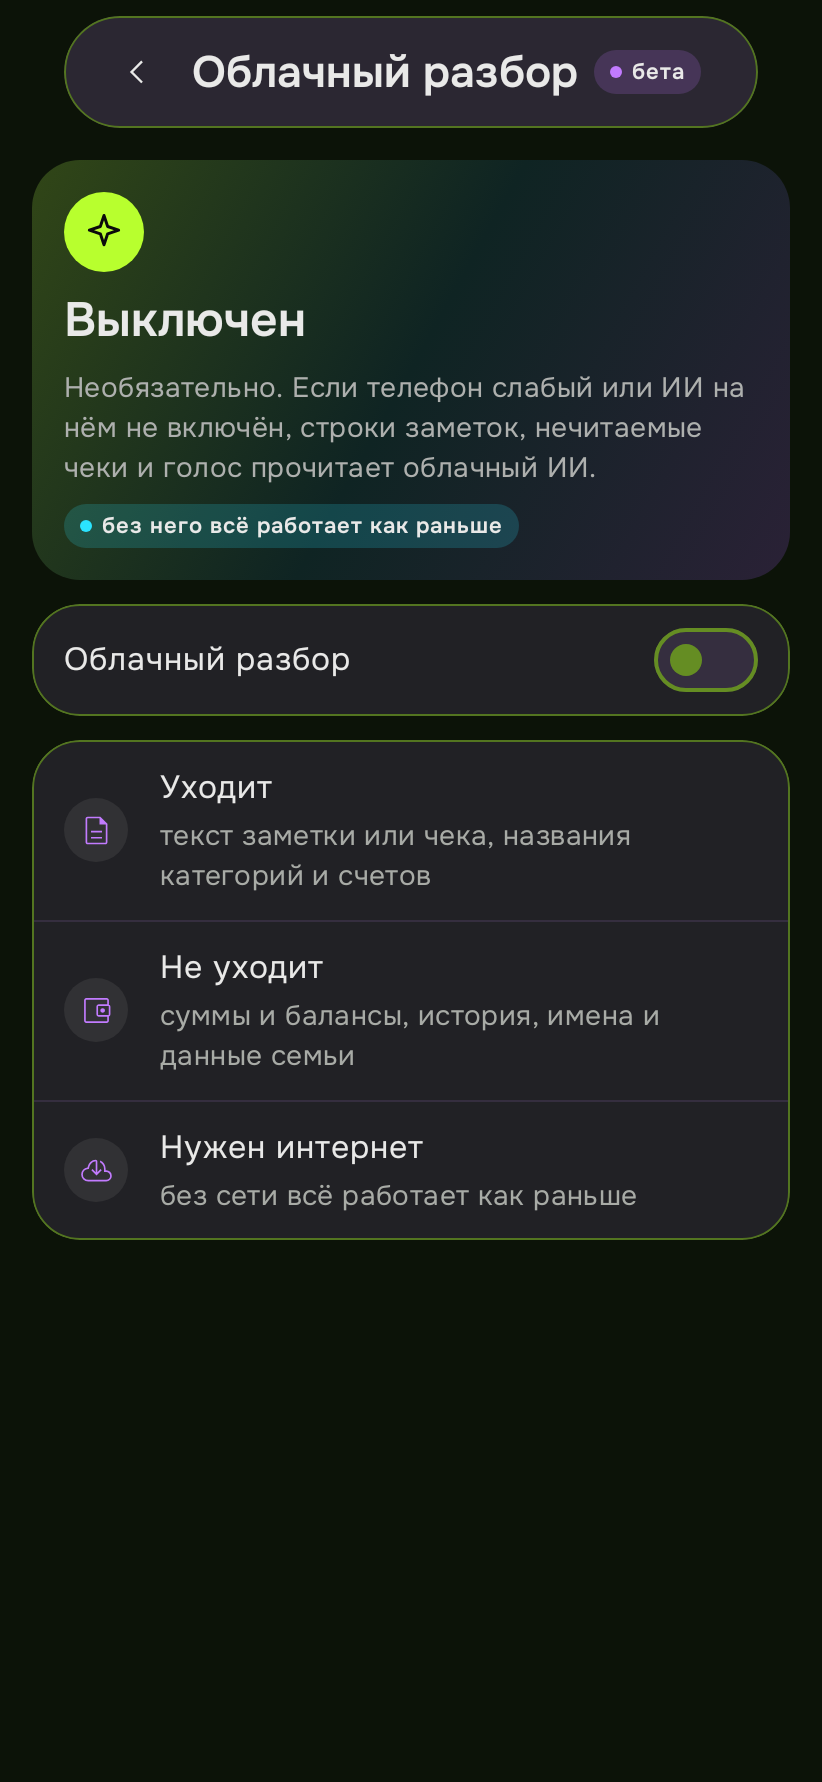 Облачный разбор
бета
Выключен
Необязательно. Если телефон слабый или ИИ на
нём не включён, строки заметок, нечитаемые
чеки и голос прочитает облачный ИИ.
без него всё работает как раньше
Облачный разбор
Уходит
текст заметки или чека, названия
категорий и счетов
Не уходит
суммы и балансы, история, имена и
данные семьи
Нужен интернет
без сети всё работает как раньше